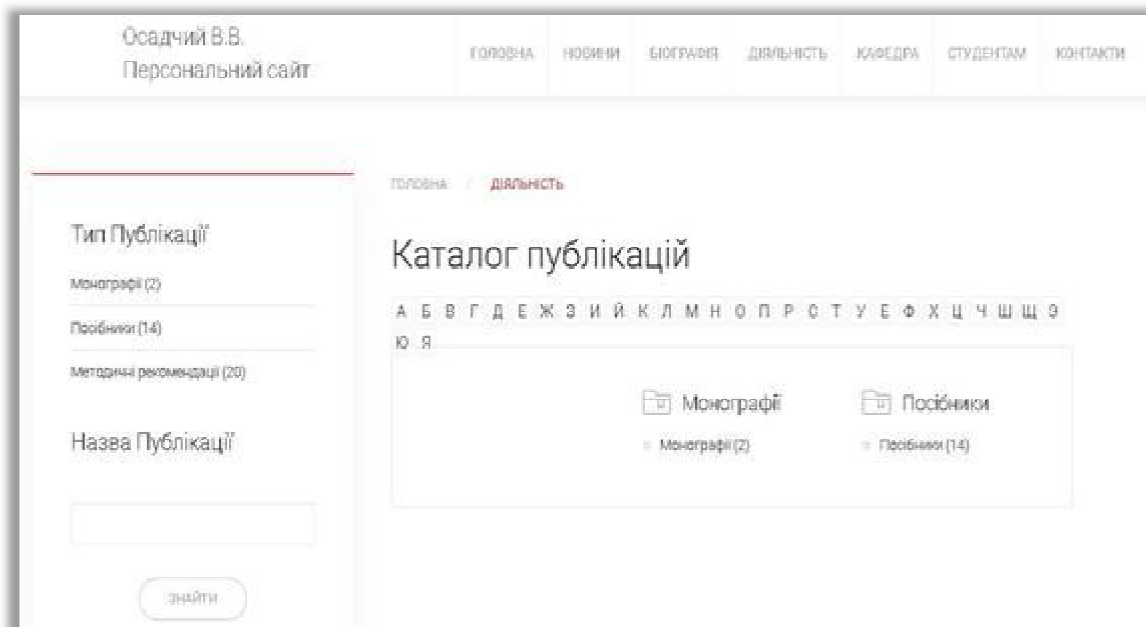 Осадчий В.В.
Персональний сайт
ГОЛОВНА НОВИНИ БІОГРАФІЯ ДІЯЛЬНІСТЬ КАФЕДРА СТУДЕНТАМ КОНТАКТИ
ГОЛОВНА / ДІЯЛЬНІСТЬ
Тип Публікації
Монографії (2)
Посібники (14)
Методичні рекомендації (20)
Назва Публікації
ЗНАЙТИ
Каталог публікацій
А Б В Г Д Е Ж З И Й К Л М Н О П Р С Т У Е Ф Х Ц Ч Ш Щ Э
Ю Я
Монографії Посібники
Монографії (2) Посібники (14)